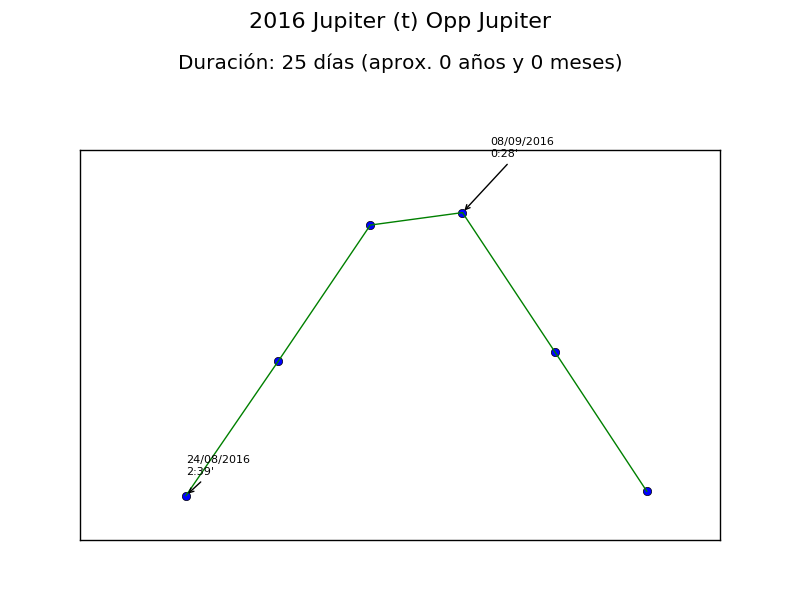 2016 Jupiter (t) Opp Jupiter
Duración: 25 días (aprox. 0 años y 0 meses)
08/09/2016
0:28'
24/08/2016
2:39'